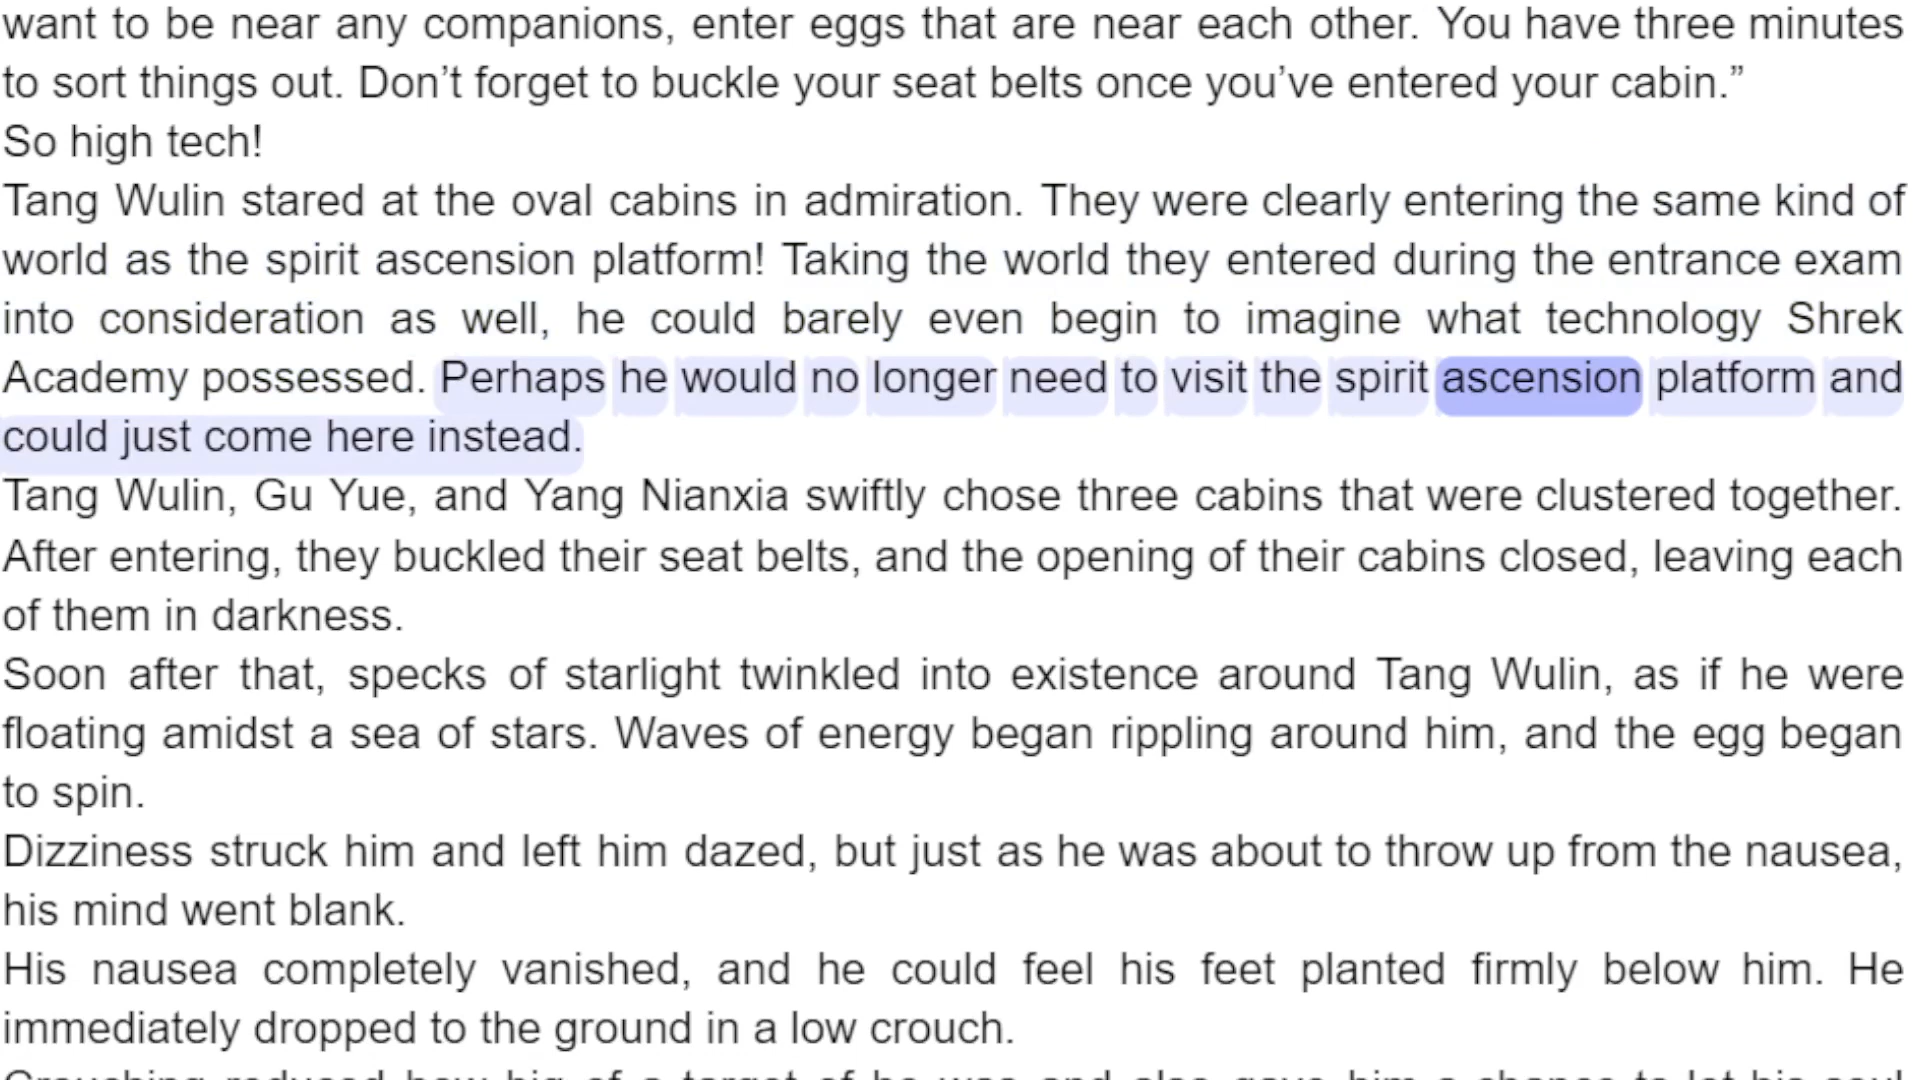 want to be near any companions, enter eggs that are near each other. You have three minutes
to sort things out. Don’t forget to buckle your seat belts once you’ve entered your cabin.”
So high tech!
Tang Wulin stared at the oval cabins in admiration. They were clearly entering the same kind of
world as the spirit ascension platform! Taking the world they entered during the entrance exam
into consideration as well, he could barely even begin to imagine what technology Shrek
Academy possessed. Perhaps he would no longer need to visit the spirit ascension platform and
could just come here instead.
Tang Wulin, Gu Yue, and Yang Nianxia swiftly chose three cabins that were clustered together.
After entering, they buckled their seat belts, and the opening of their cabins closed, leaving each
of them in darkness.
Soon after that, specks of starlight twinkled into existence around Tang Wulin, as if he were
floating amidst a sea of stars. Waves of energy began rippling around him, and the egg began
to spin.
Dizziness struck him and left him dazed, but just as he was about to throw up from the nausea,
his mind went blank.
His nausea completely vanished, and he could feel his feet planted firmly below him. He
immediately dropped to the ground in a low crouch.